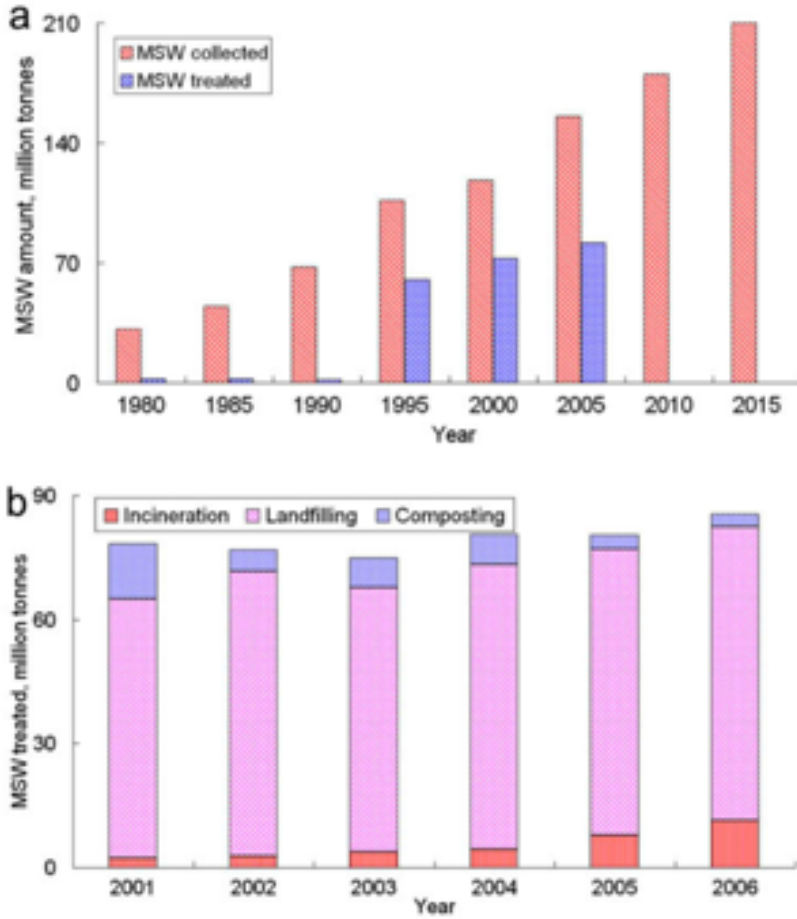 a
MSW amount, million tonnes
210
140
70
0
MSW collected
MSW treated
1980 1985 1990 1995 2000 2005 2010 2015
Year
b
MSW treated, million tonnes
90
60
30
0
Incineration Landfilling Composting
2001 2002 2003 2004 2005 2006
Year